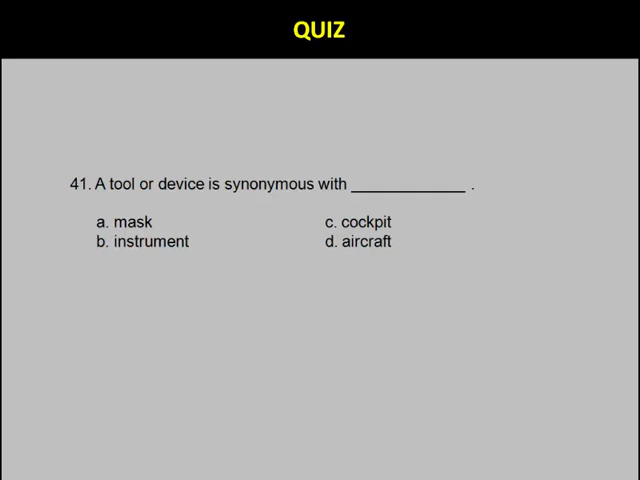 QUIZ
41. A tool or device is synonymous with _____________ .
a. mask c. cockpit
b. instrument d. aircraft